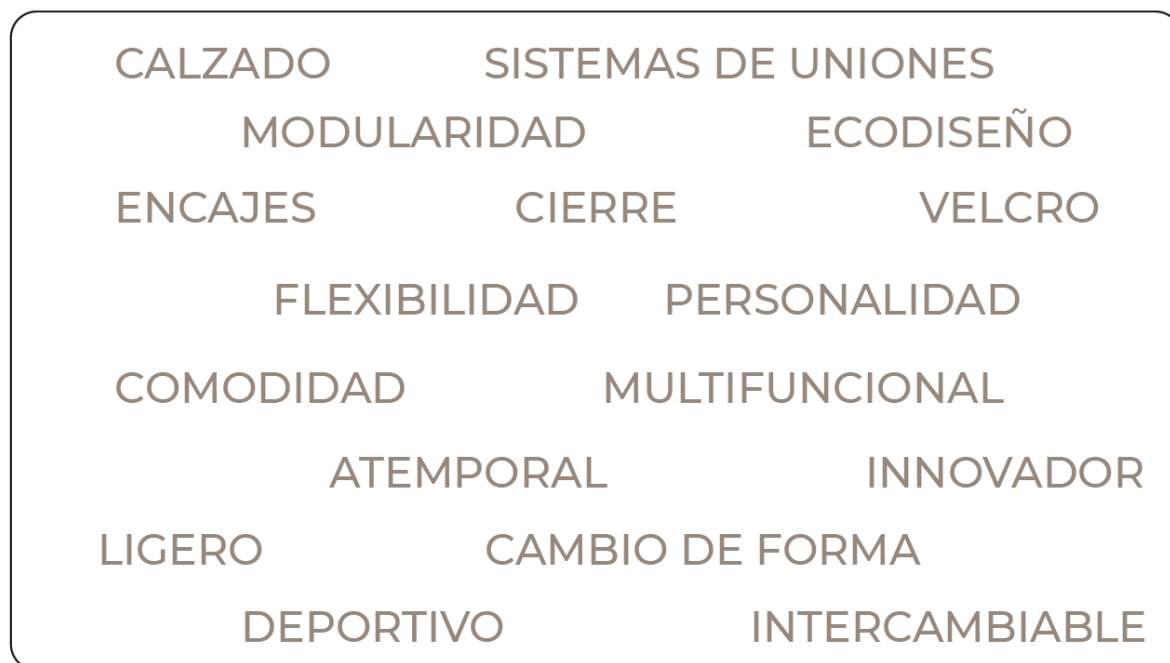 CALZADO SISTEMAS DE UNIONES
MODULARIDAD ECODISEÑO
ENCAJES CIERRE VELCRO
FLEXIBILIDAD PERSONALIDAD
COMODIDAD MULTIFUNCIONAL
ATEMPORAL INNOVADOR
LIGERO CAMBIO DE FORMA
DEPORTIVO INTERCAMBIABLE